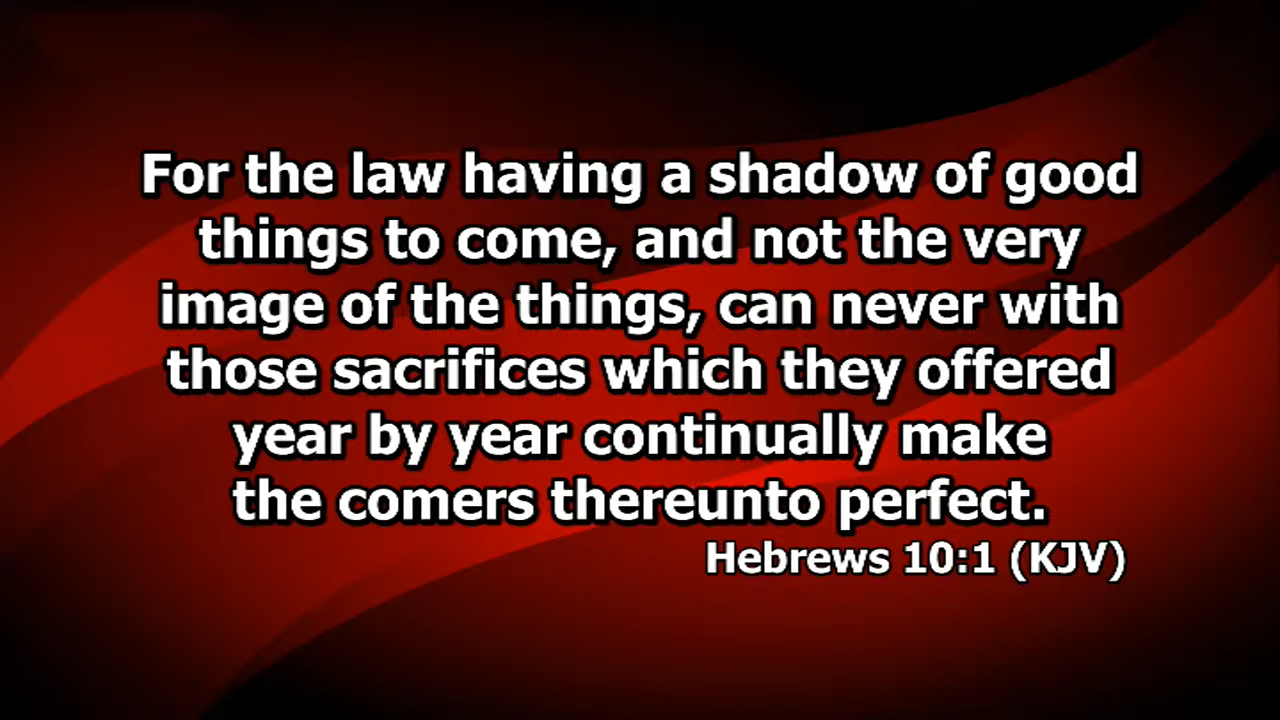 For the law having a shadow of good
things to come, and not the very
image of the things, can never with
those sacrifices which they offered
year by year continually make
the comers thereunto perfect.
Hebrews 10:1 (KJV)